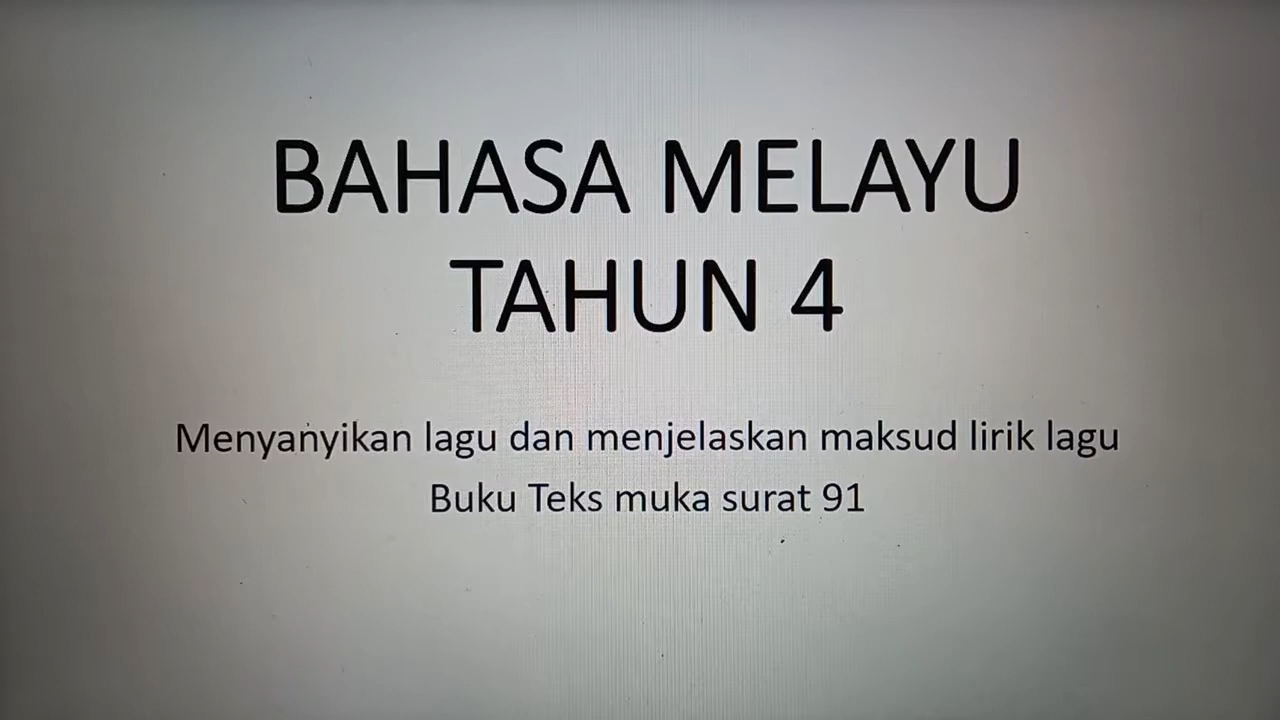 BAHASA MELAYU
TAHUN 4
Menyanyikan lagu dan menjelaskan maksud lirik lagu
Buku Teks muka surat 91